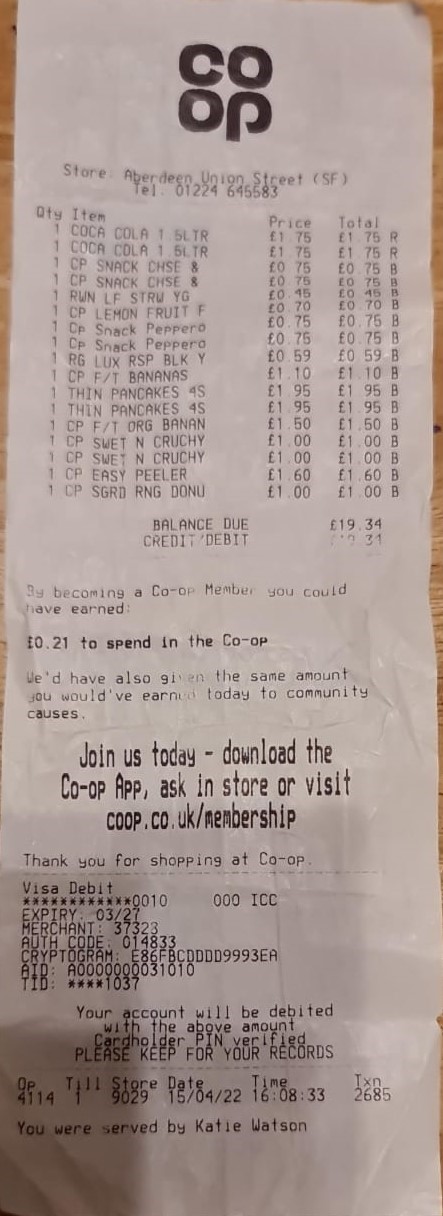 CO
OP
Store. Aberdeen Union Street (SF)
Tel. 01224 645583
Qty Item Price Total
1 COCA COLA 1 5LTR £1 75 £1 75 R
1 COCA COLA 1 5LTR £1 75 £1 75 R
1 CP SNACK CHSE & £0 75 £0 75 B
1 CP SNACK CHSE & £0 75 £0 75 B
1 RWN LF STRW YG £0.45 £0 45 B
1 CP LEMON FRUIT F £0.70 £0.70 B
1 Cp Snack Peppero £0.75 £0.75 B
1 Cp Snack Peppero £0.75 £0.75 B
1 RG LUX RSP BLK Y £0.59 £0 59 B
1 CP F/T BANANAS £1.10 £1.10 B
1 THIN PANCAKES 4S £1 95 £1 95 B
1 THIN PANCAKES 4S £1 95 £1 95 B
1 CP F/T ORG BANAN £1.50 £1.50 B
1 CP SWET N CRUCHY £1.00 £1.00 B
1 CP SWET N CRUCHY £1.00 £1.00 B
1 CP EASY PEELER £1.60 £1 60 B
1 CP SGRD RNG DONU £1.00 £1 00 B
BALANCE DUE £19.34
CREDIT/DEBIT
By becoming a Co-op Member you could
have earned:
£0.21 to spend in the Co-op
We'd have also given the same amount
you would've earned today to community
causes.
Join us today - download the
Co-op App, ask in store or visit
coop.co.uk/membership
Thank you for shopping at Co-op.
Visa Debit
************0010 000 ICC
EXPIRY: 03/27
MERCHANT: 37323
AUTH CODE: 014833
CRYPTOGRAM: E86FBCDDDD9993EA
AID: A0000000031010
TID: ****1037
Your account will be debited
with the above amount
Cardholder PIN verified
PLEASE KEEP FOR YOUR RECORDS
Op Till Store Date Time Txn
4114 1 9029 15/04/22 16:08:33 2685
You were served by Katie Watson